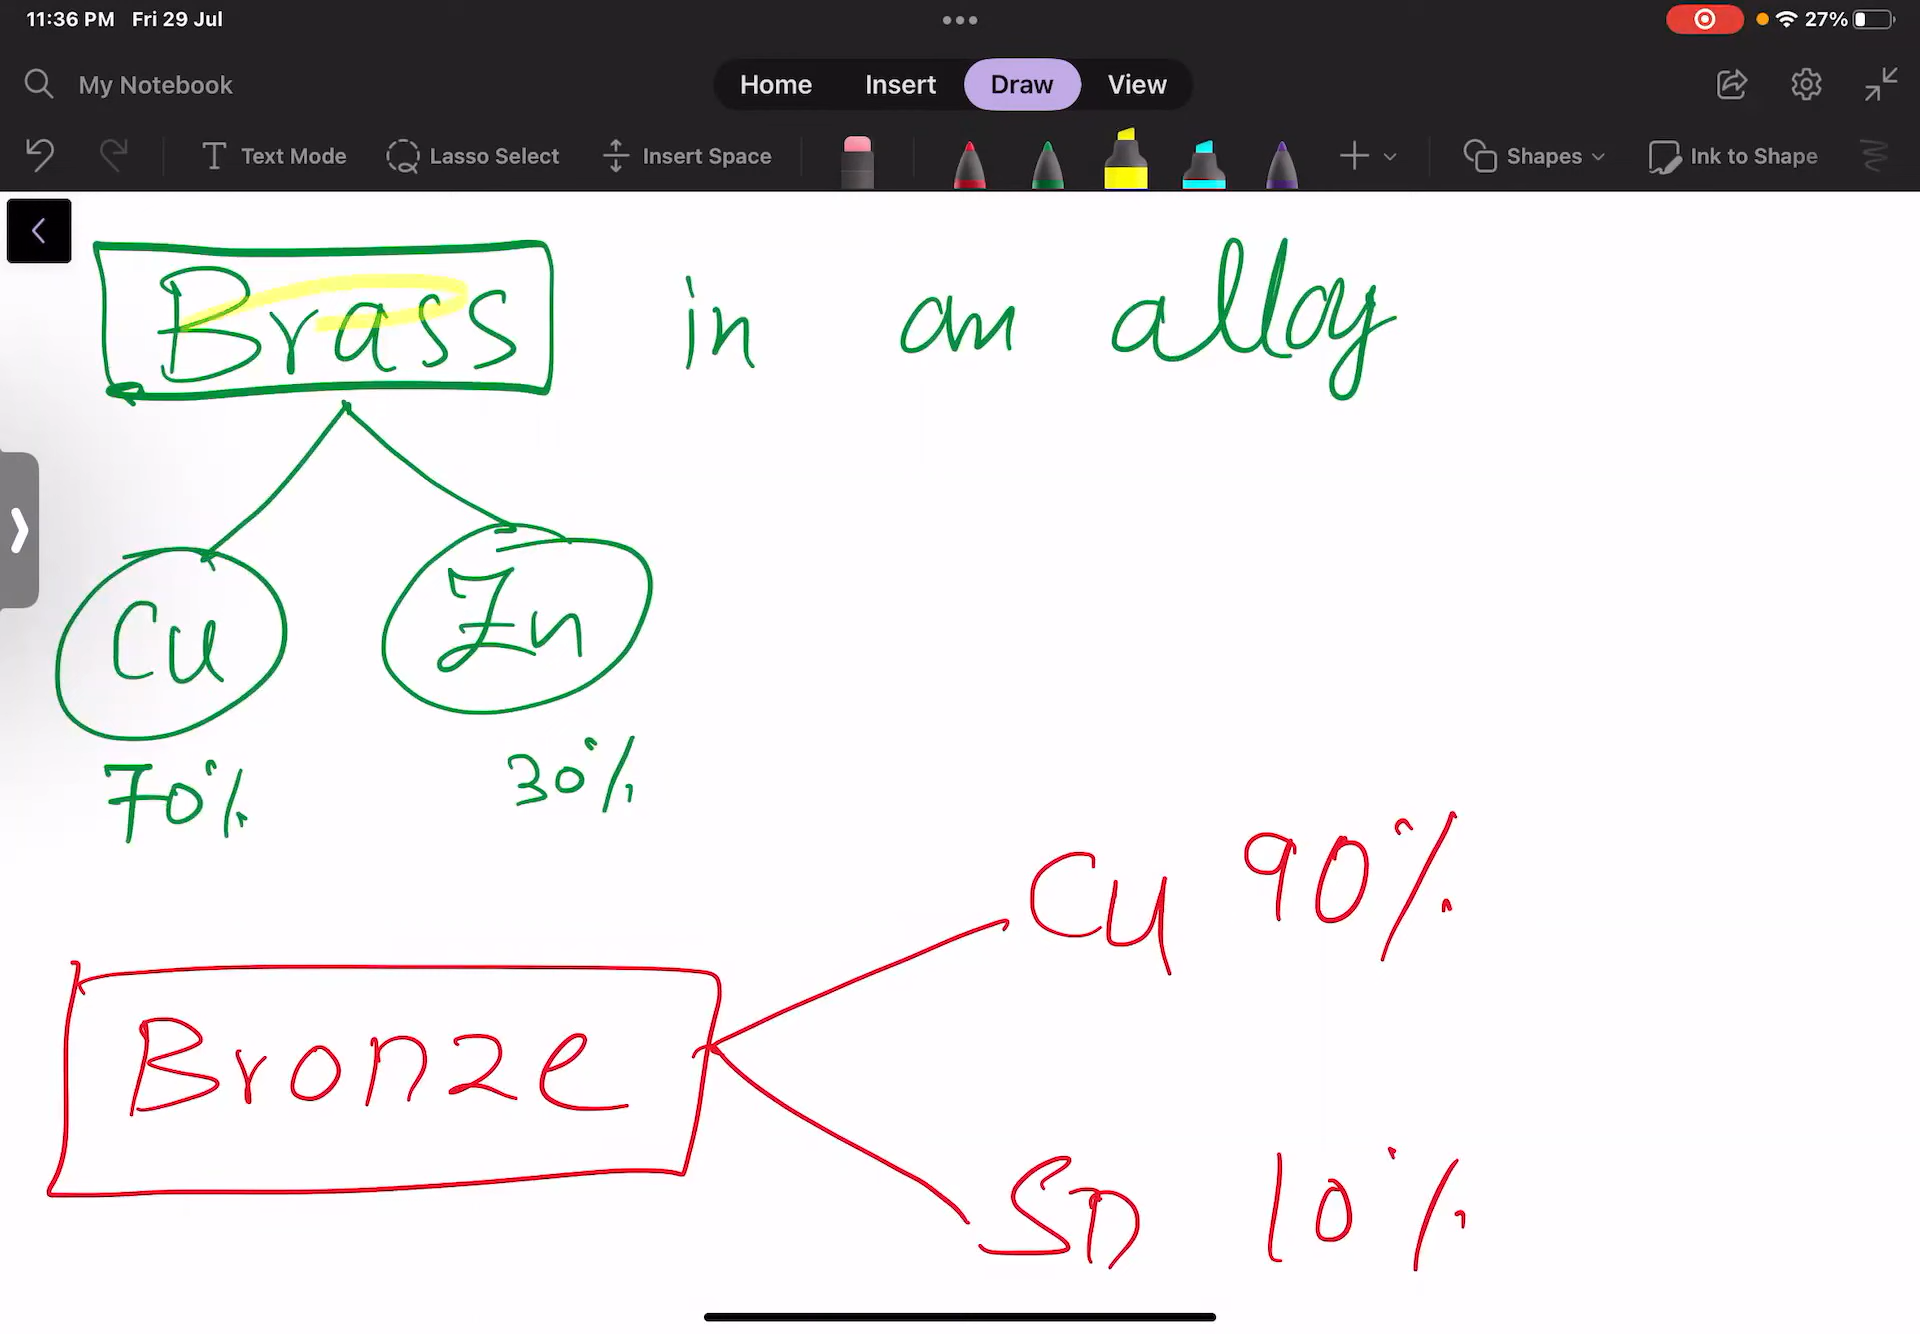 11:36 PM Fri 29 Jul
27%
My Notebook
Home Insert Draw View
Text Mode Lasso Select Insert Space Shapes Ink to Shape
Brass in an alloy
Cu Zn
70% 30%
Cu 90%
Bronze
Sn 10%